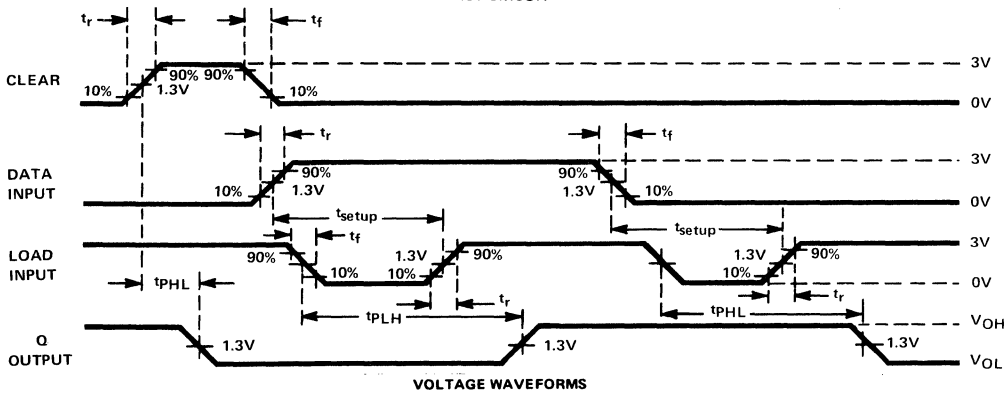 tr tf
CLEAR 10% 90% 90% 1.3V 10% 3V 0V
tr tf
DATA INPUT 10% 90% 1.3V 90% 1.3V 10% 3V 0V
tsetup tsetup
tf
LOAD INPUT 90% 10% 10% 1.3V 90% 1.3V 10% 90% 3V 0V
tPHL tr tr
tPLH tPHL
Q OUTPUT 1.3V 1.3V 1.3V VOH VOL
VOLTAGE WAVEFORMS